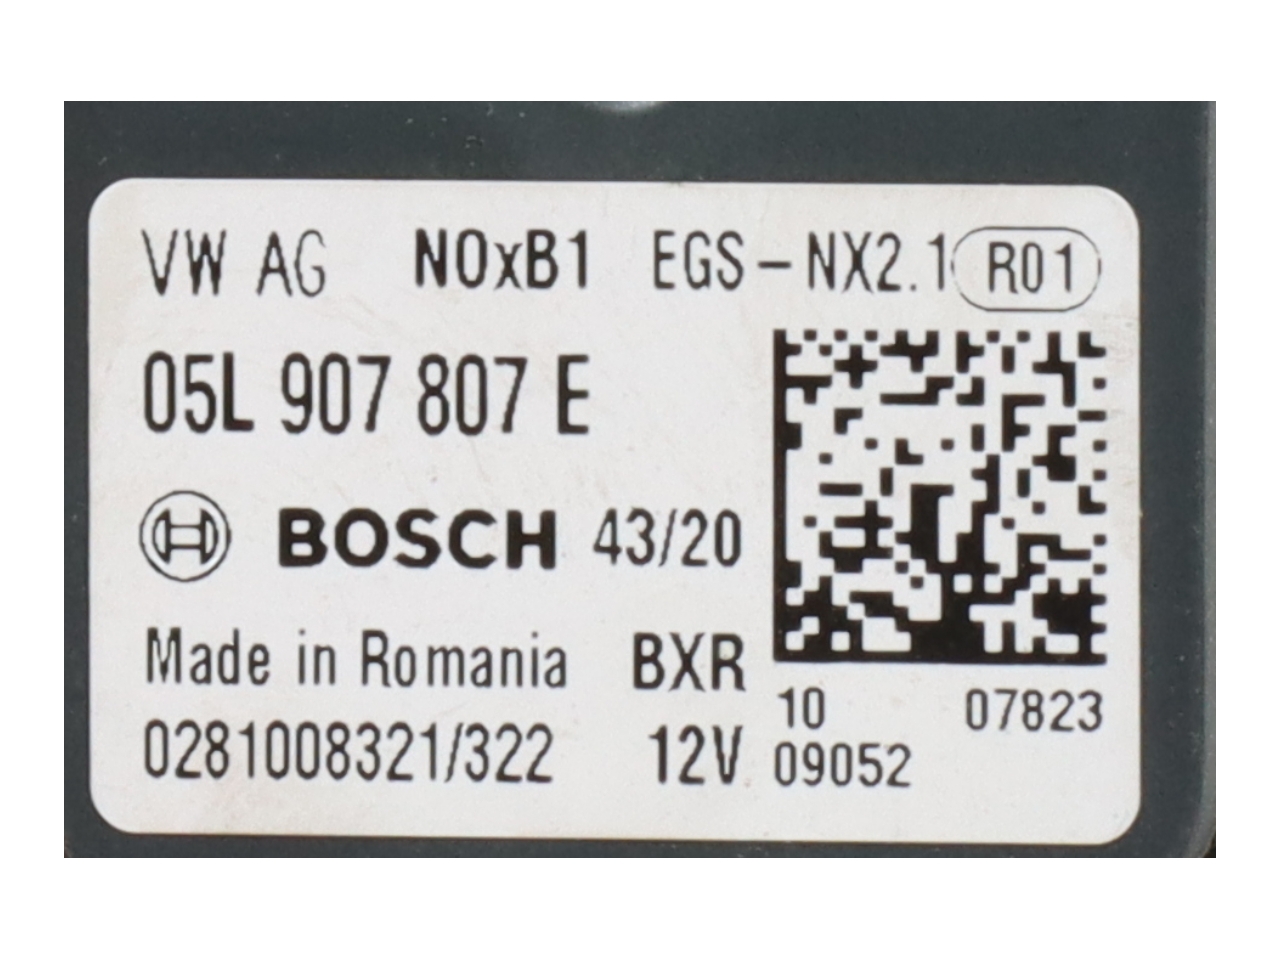 VW AG NOxB1 EGS-NX2.1 R01
05L 907 807 E
BOSCH 43/20
Made in Romania BXR
0281008321/322 12V
10 07823
09052